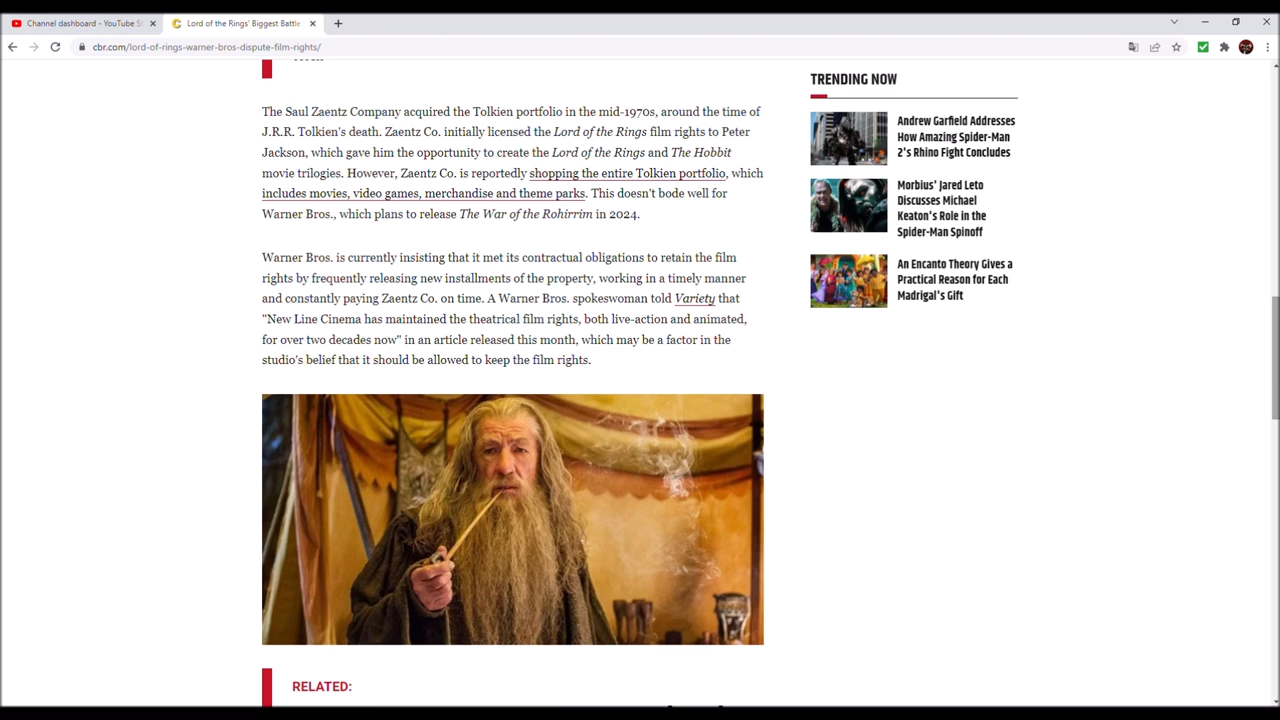 Channel dashboard - YouTube St
Lord of the Rings' Biggest Battle
cbr.com/lord-of-rings-warner-bros-dispute-film-rights/
The Saul Zaentz Company acquired the Tolkien portfolio in the mid-1970s, around the time of
J.R.R. Tolkien's death. Zaentz Co. initially licensed the Lord of the Rings film rights to Peter
Jackson, which gave him the opportunity to create the Lord of the Rings and The Hobbit
movie trilogies. However, Zaentz Co. is reportedly shopping the entire Tolkien portfolio, which
includes movies, video games, merchandise and theme parks. This doesn't bode well for
Warner Bros., which plans to release The War of the Rohirrim in 2024.
Warner Bros. is currently insisting that it met its contractual obligations to retain the film
rights by frequently releasing new installments of the property, working in a timely manner
and constantly paying Zaentz Co. on time. A Warner Bros. spokeswoman told Variety that
"New Line Cinema has maintained the theatrical film rights, both live-action and animated,
for over two decades now" in an article released this month, which may be a factor in the
studio's belief that it should be allowed to keep the film rights.
RELATED:
TRENDING NOW
Andrew Garfield Addresses
How Amazing Spider-Man
2's Rhino Fight Concludes
Morbius' Jared Leto
Discusses Michael
Keaton's Role in the
Spider-Man Spinoff
An Encanto Theory Gives a
Practical Reason for Each
Madrigal's Gift